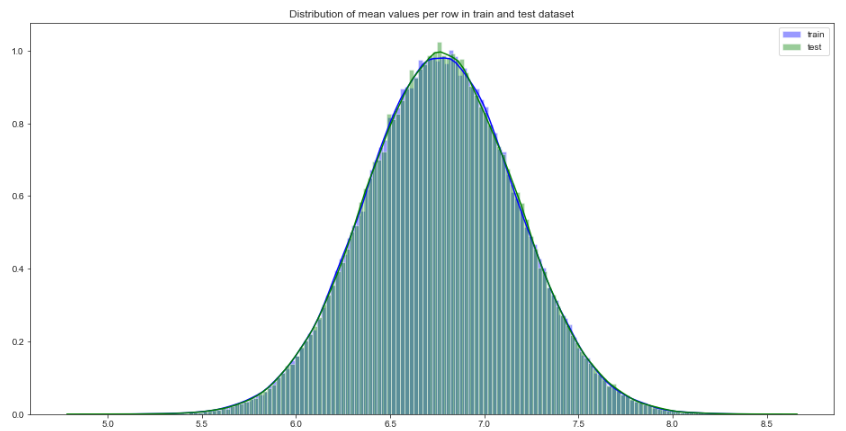 Distribution of mean values per row in train and test dataset
train
test
1.0
0.8
0.6
0.4
0.2
0.0
5.0 5.5 6.0 6.5 7.0 7.5 8.0 8.5